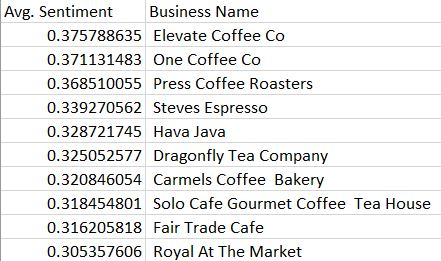 Avg. Sentiment Business Name
0.375788635 Elevate Coffee Co
0.371131483 One Coffee Co
0.368510055 Press Coffee Roasters
0.339270562 Steves Espresso
0.328721745 Hava Java
0.325052577 Dragonfly Tea Company
0.320846054 Carmels Coffee  Bakery
0.318454801 Solo Cafe Gourmet Coffee  Tea House
0.316205818 Fair Trade Cafe
0.305357606 Royal At The Market